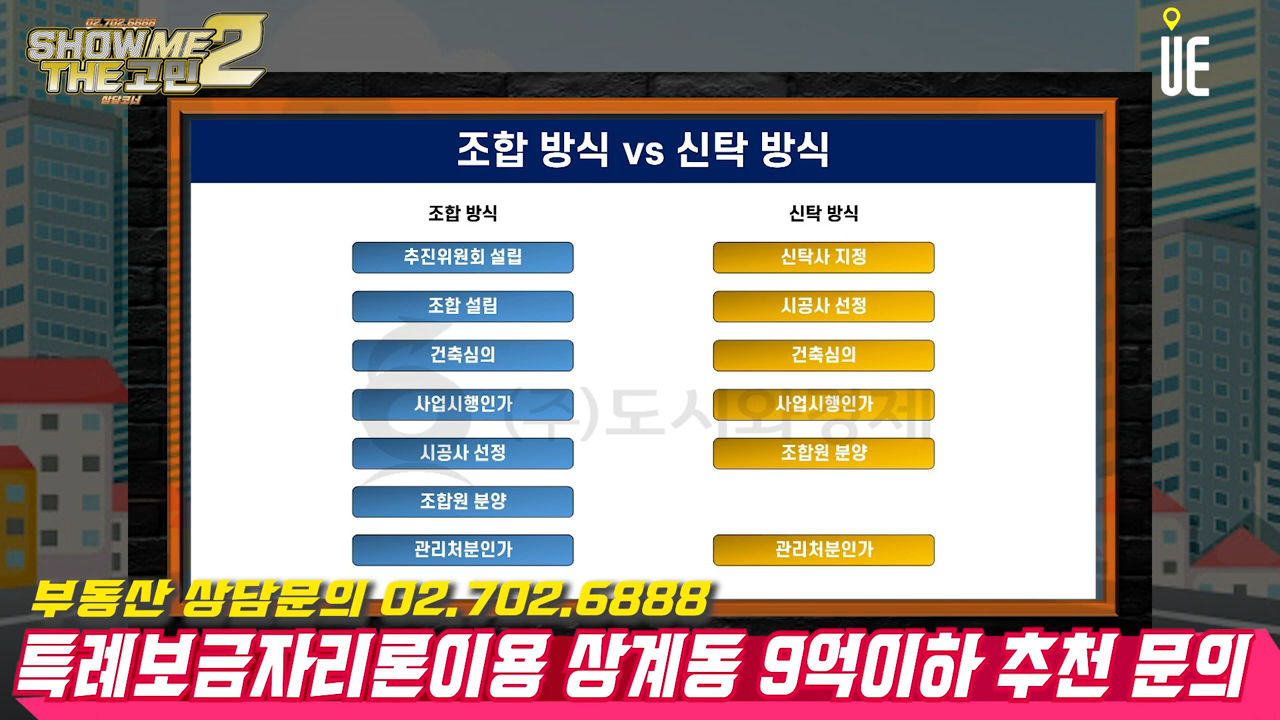 02.702.6888
SHOW ME
THE고민2
상담코너
UE
조합 방식 vs 신탁 방식
조합 방식
신탁 방식
추진위원회 설립
신탁사 지정
조합 설립
시공사 선정
건축심의
건축심의
사업시행인가
사업시행인가
(주)도시와경제
시공사 선정
조합원 분양
조합원 분양
관리처분인가
관리처분인가
부동산 상담문의 02.702.6888
특례보금자리론이용 상계동 9억이하 추천 문의